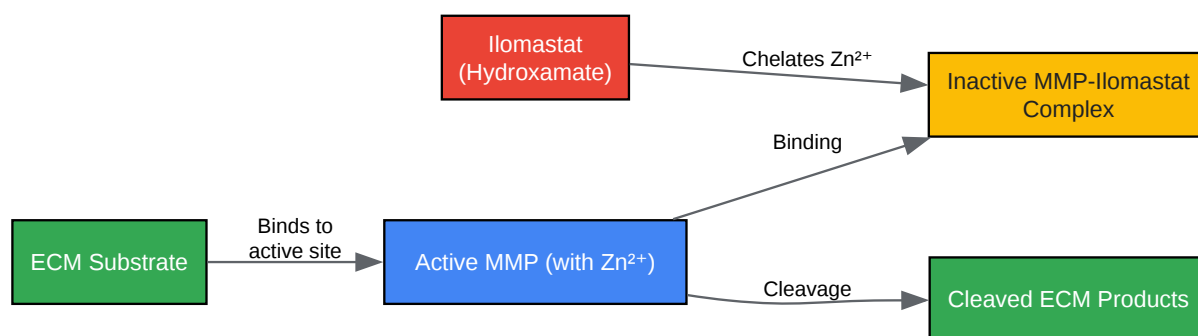 Ilomastat
(Hydroxamate)
Chelates Zn²⁺
Inactive MMP-Ilomastat
Complex
Binding
ECM Substrate
Binds to
active site
Active MMP (with Zn²⁺)
Cleavage
Cleaved ECM Products